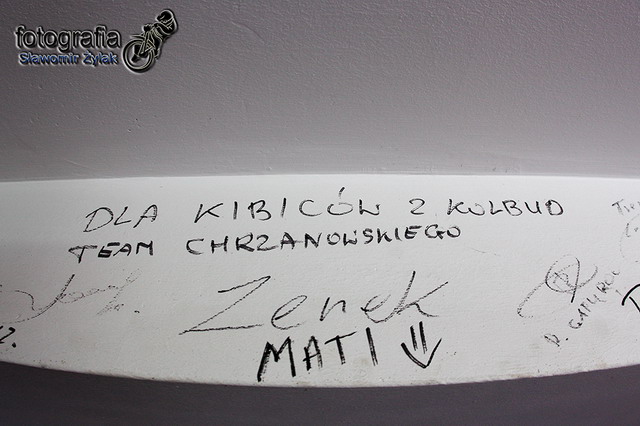 fotografia
Sławomir Żylak
DLA KIBICÓW Z KOLBUD
TEAM CHRZANOWSKIEGO
Zenek
MATI